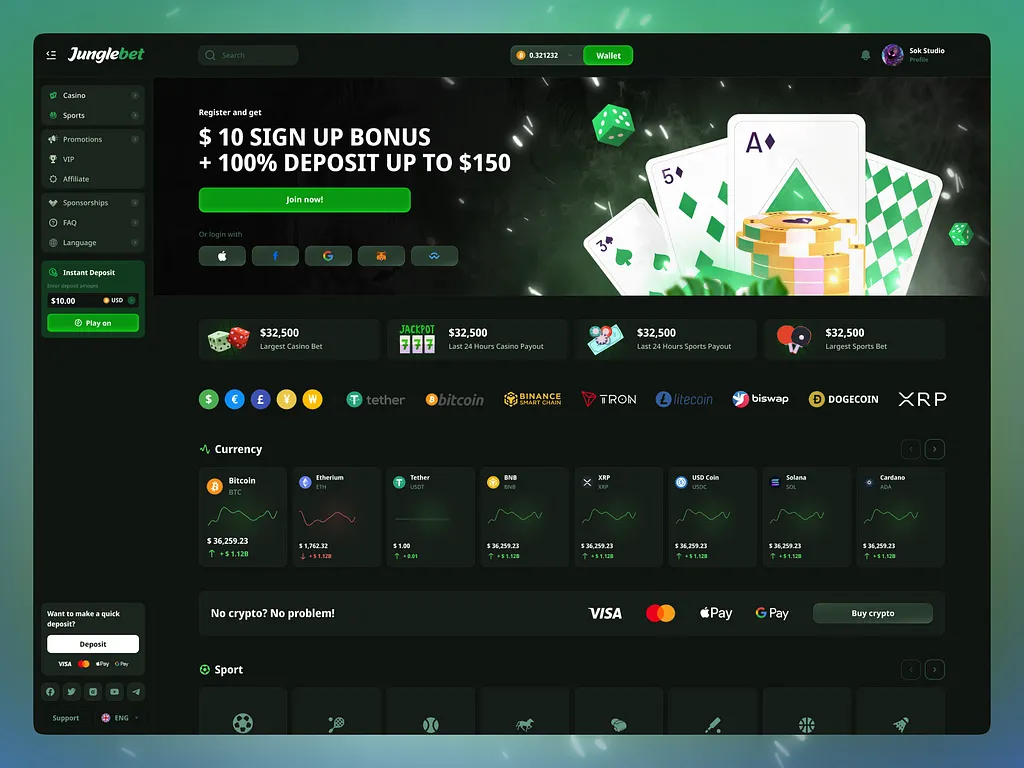 Junglebet
Search
0.321232
Wallet
Sok Studio
Profile
Casino
Sports
Promotions
VIP
Affiliate
Sponsorships
FAQ
Language
Instant Deposit
Enter deposit amount
$10.00
USD
Play on
Register and get
$ 10 SIGN UP BONUS
+ 100% DEPOSIT UP TO $150
Join now!
Or login with
3
5
A
$32,500
Largest Casino Bet
JACKPOT
777
$32,500
Last 24 Hours Casino Payout
$32,500
Last 24 Hours Sports Payout
$32,500
Largest Sports Bet
$ € £ ¥ ₩
tether
bitcoin
BINANCE
SMART CHAIN
TRON
litecoin
biswap
DOGECOIN
XRP
Currency
Bitcoin
BTC
$ 36,259.23
+ $ 1.12B
Etherium
ETH
$ 1,762.32
+ $ 1.12B
Tether
USDT
$ 1.00
+ 0.01
BNB
BNB
$ 36,259.23
+ $ 1.12B
XRP
XRP
$ 36,259.23
+ $ 1.12B
USD Coin
USDC
$ 36,259.23
+ $ 1.12B
Solana
SOL
$ 36,259.23
+ $ 1.12B
Cardano
ADA
$ 36,259.23
+ $ 1.12B
No crypto? No problem!
VISA
Pay
G Pay
Buy crypto
Sport
Want to make a quick
deposit?
Deposit
VISA
Pay
G Pay
Support
ENG